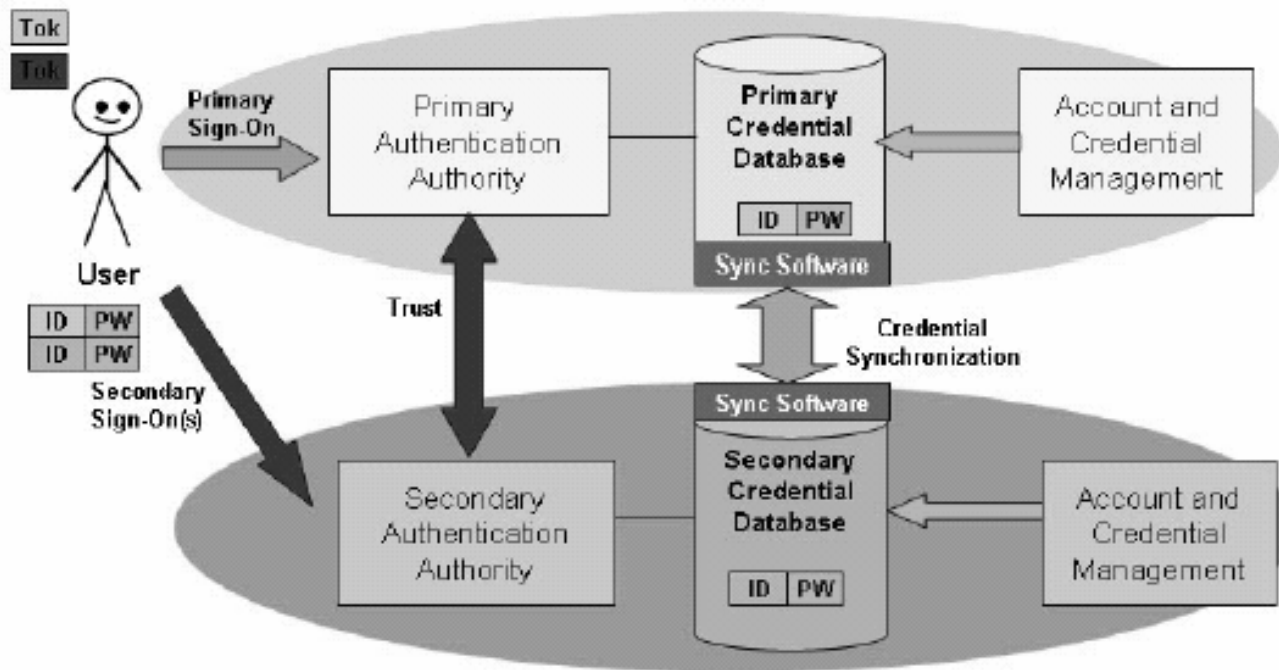 Tok
Tok
Primary
Sign-On
Primary
Authentication
Authority
Primary
Credential
Database
ID PW
Sync Software
Account and
Credential
Management
User
ID PW
ID PW
Trust
Credential
Synchronization
Secondary
Sign-On(s)
Sync Software
Secondary
Authentication
Authority
Secondary
Credential
Database
ID PW
Account and
Credential
Management